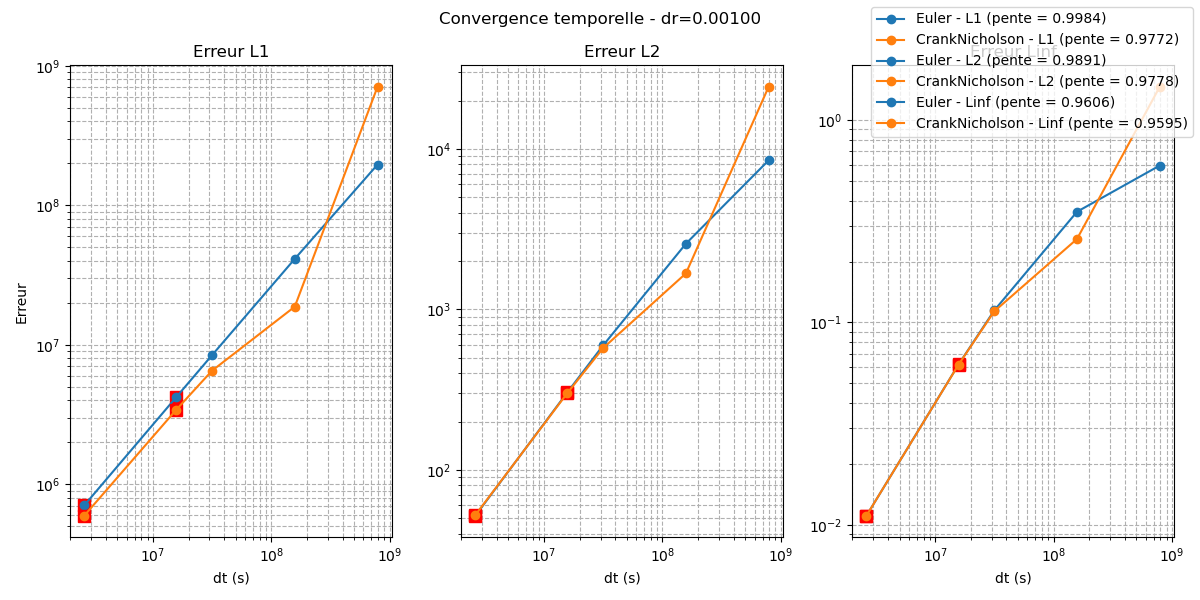 Convergence temporelle - dr=0.00100
Euler - L1 (pente = 0.9984)
CrankNicholson - L1 (pente = 0.9772)
Euler - L2 (pente = 0.9891)
CrankNicholson - L2 (pente = 0.9778)
Euler - Linf (pente = 0.9606)
CrankNicholson - Linf (pente = 0.9595)
Erreur L1
Erreur
10⁹
10⁸
10⁷
10⁶
10⁷
10⁸
10⁹
dt (s)
Erreur L2
10⁴
10³
10²
10⁷
10⁸
10⁹
dt (s)
Erreur Linf
10⁰
10⁻¹
10⁻²
10⁷
10⁸
10⁹
dt (s)